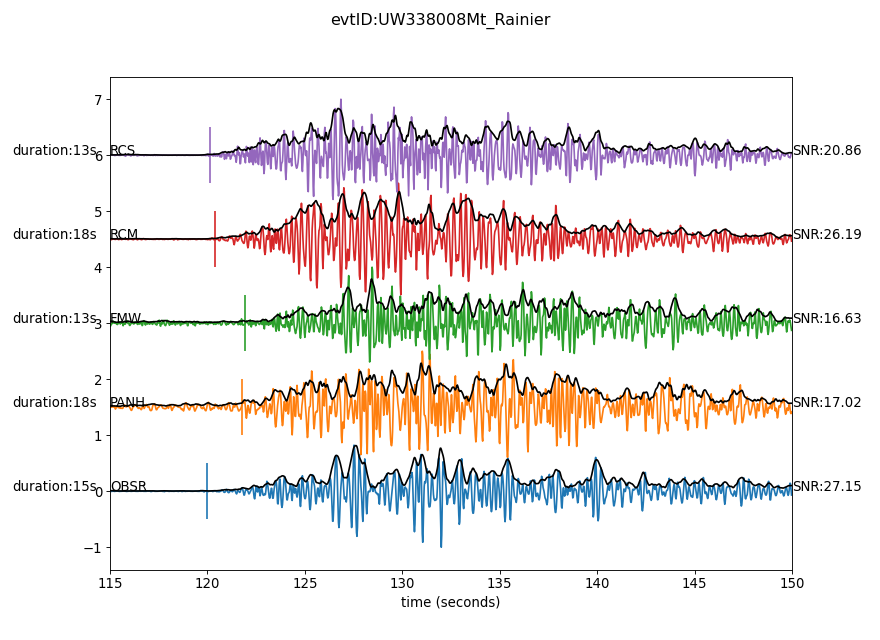 evtID:UW338008Mt_Rainier
7
duration:13s RCS SNR:20.86
6
5
duration:18s RCM SNR:26.19
4
duration:13s FMW SNR:16.63
3
2
duration:18s PANH SNR:17.02
1
duration:15s OBSR SNR:27.15
0
−1
115 120 125 130 135 140 145 150
time (seconds)